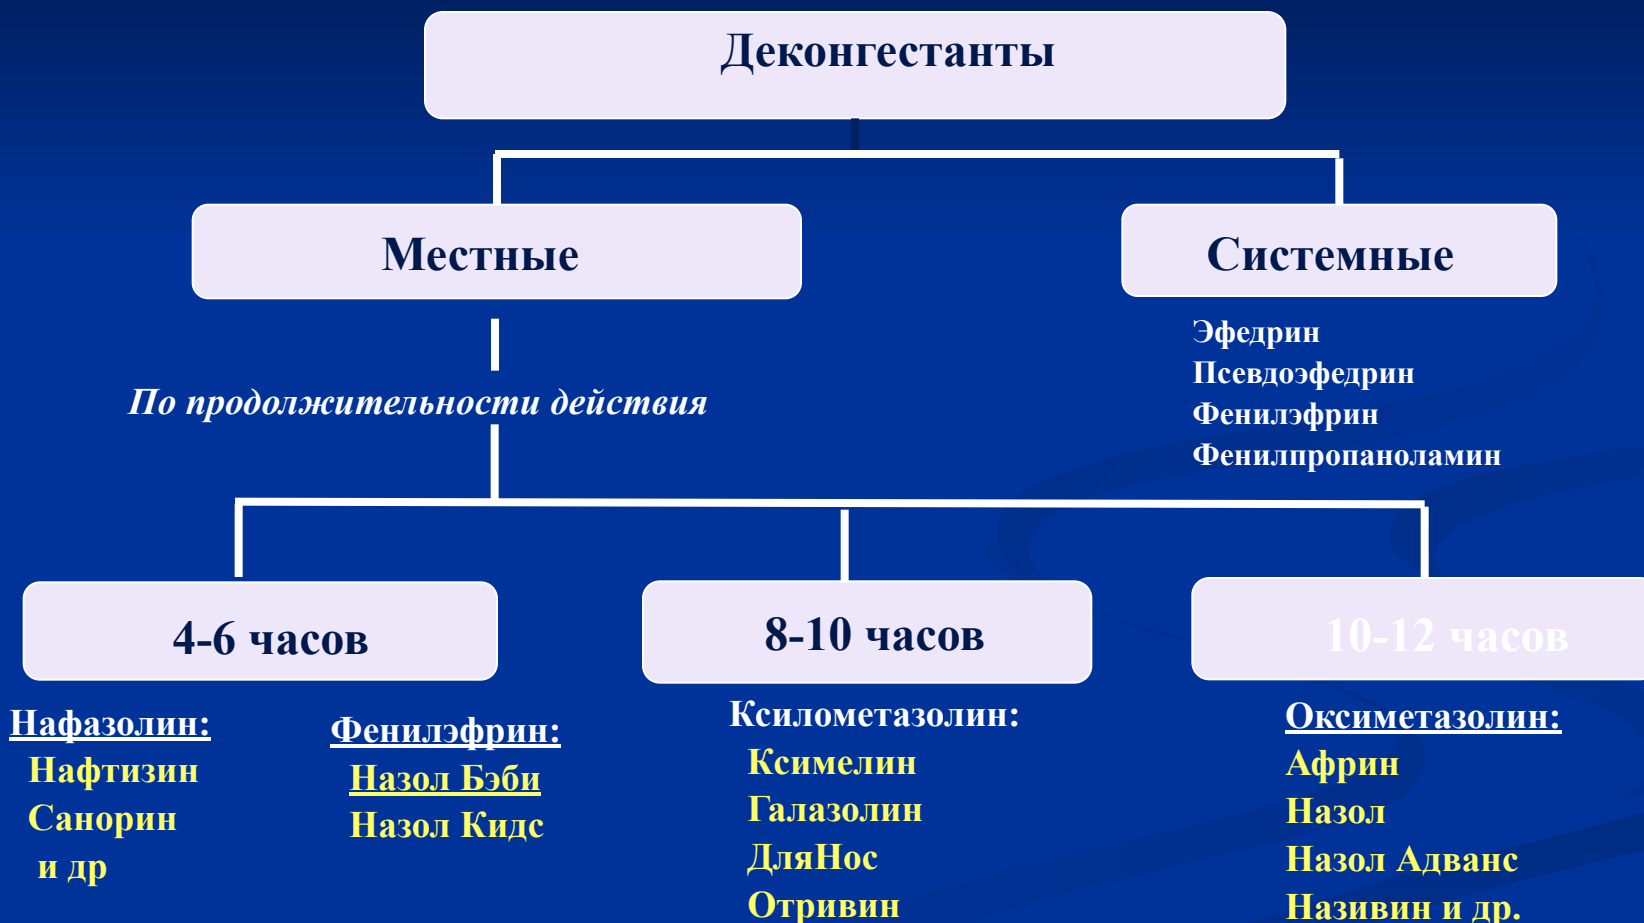 Деконгестанты
Местные
Системные
Эфедрин
Псевдоэфедрин
Фенилэфрин
Фенилпропаноламин
По продолжительности действия
4-6 часов
8-10 часов
10-12 часов
Нафазолин:
Нафтизин
Санорин
и др
Фенилэфрин:
Назол Бэби
Назол Кидс
Ксилометазолин:
Ксимелин
Галазолин
ДляНос
Отривин
Оксиметазолин:
Африн
Назол
Назол Адванс
Називин и др.